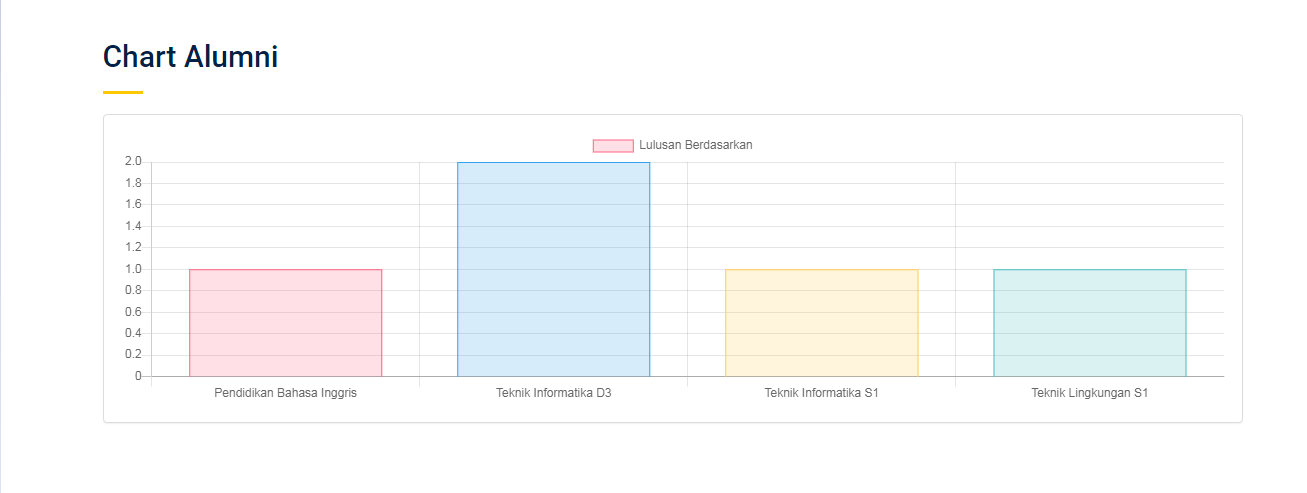 Chart Alumni
Lulusan Berdasarkan
2.0
1.8
1.6
1.4
1.2
1.0
0.8
0.6
0.4
0.2
0
Pendidikan Bahasa Inggris
Teknik Informatika D3
Teknik Informatika S1
Teknik Lingkungan S1